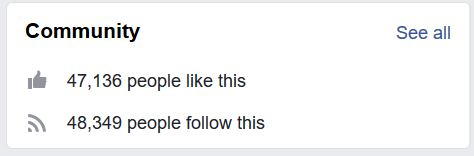 Community See all
47,136 people like this
48,349 people follow this